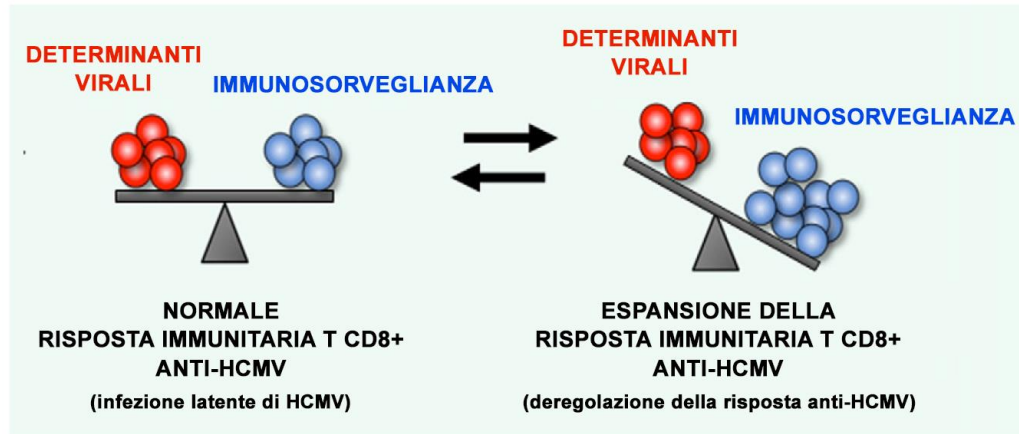 DETERMINANTI
VIRALI
IMMUNOSORVEGLIANZA
NORMALE
RISPOSTA IMMUNITARIA T CD8+
ANTI-HCMV
(infezione latente di HCMV)
DETERMINANTI
VIRALI
IMMUNOSORVEGLIANZA
ESPANSIONE DELLA
RISPOSTA IMMUNITARIA T CD8+
ANTI-HCMV
(deregolazione della risposta anti-HCMV)